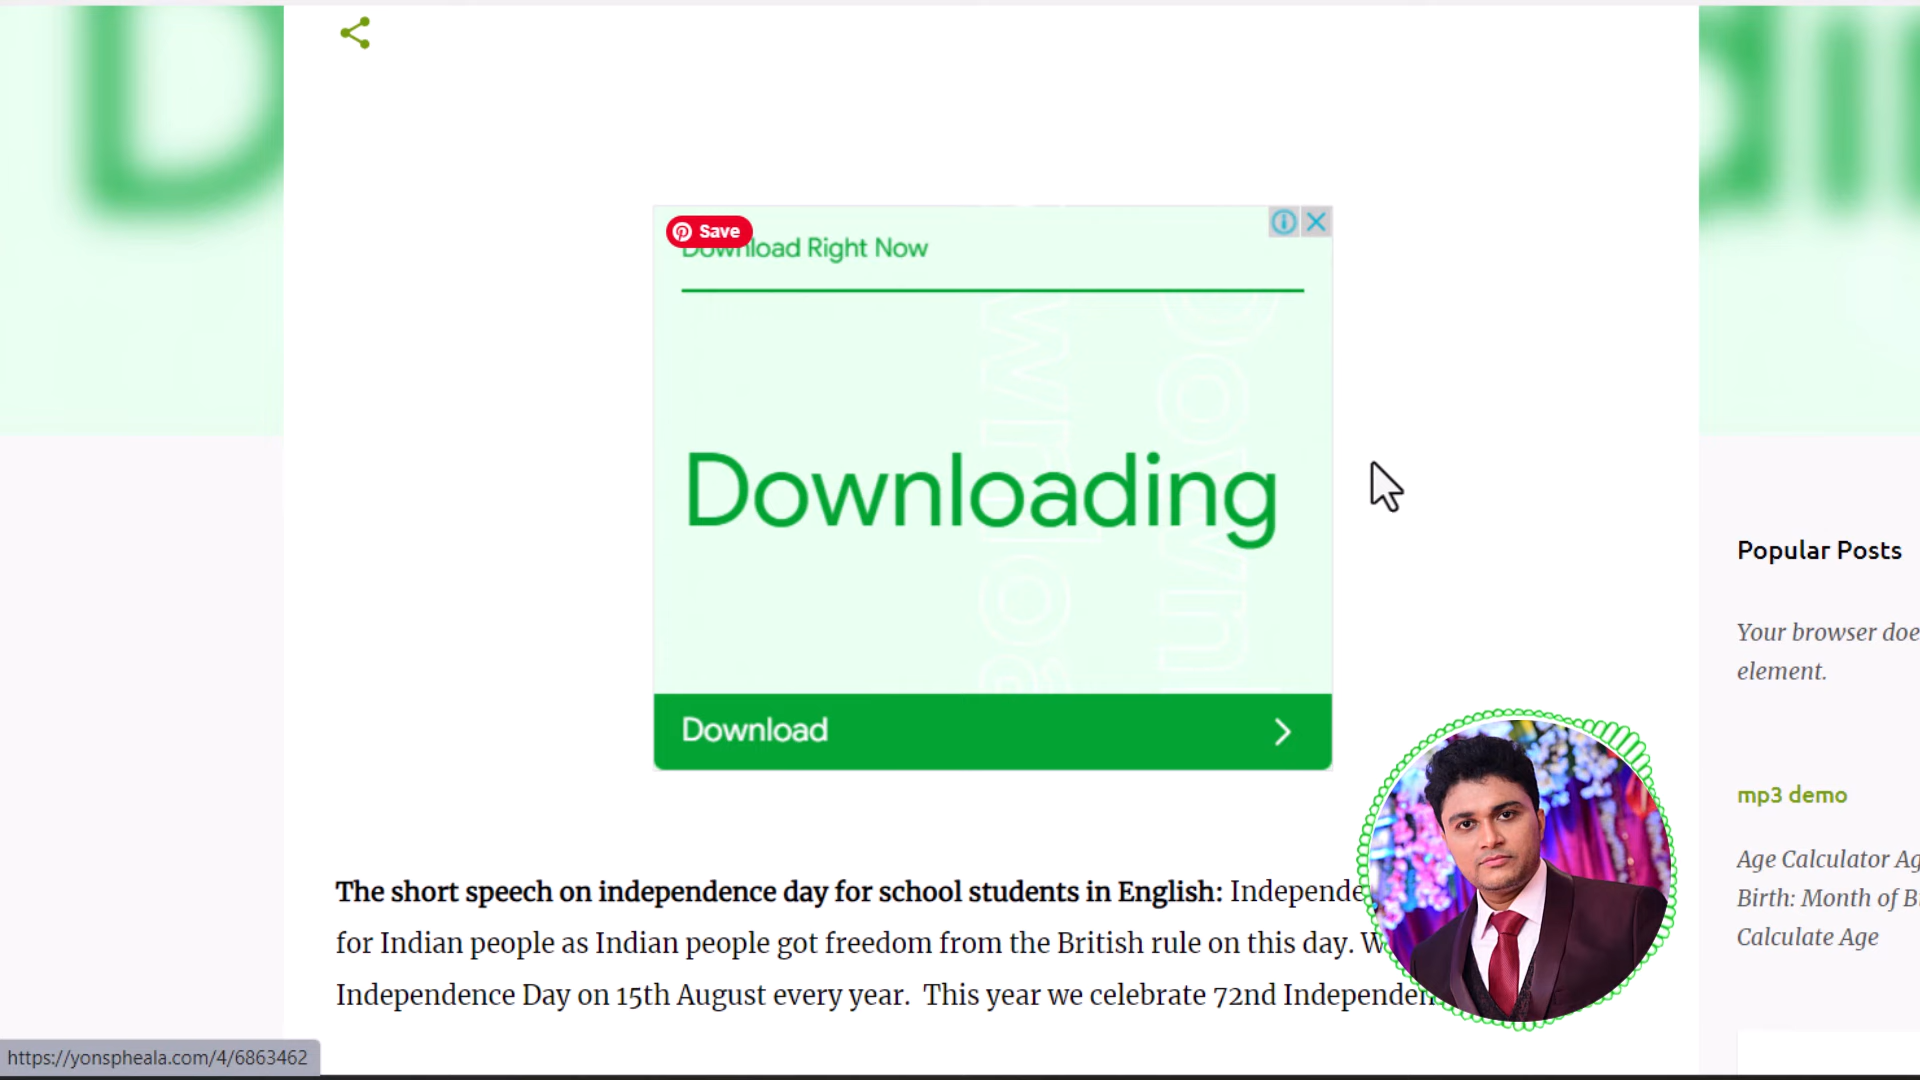 Save
Download Right Now
Downloading
Download
Popular Posts
Your browser doe
element.
mp3 demo
Age Calculator Ag
Birth: Month of B
Calculate Age
The short speech on independence day for school students in English: Independe
for Indian people as Indian people got freedom from the British rule on this day. W
Independence Day on 15th August every year. This year we celebrate 72nd Independen
https://yonspheala.com/4/6863462